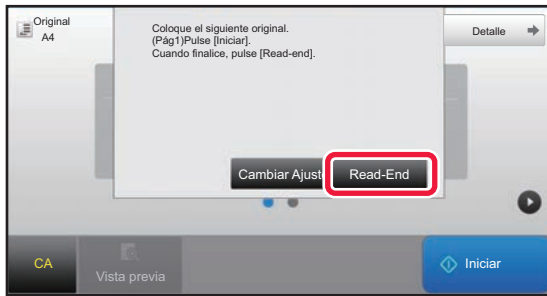 Original
A4
Coloque el siguiente original.
(Pág1)Pulse [Iniciar].
Cuando finalice, pulse [Read-end].
Detalle
Cambiar Ajust
Read-End
CA
Vista previa
Iniciar